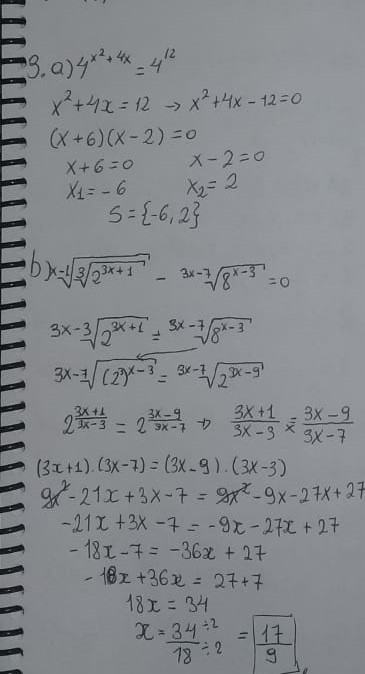 3. a) 4^{x²+4x} = 4^{12}
x²+4x = 12 → x²+4x-12=0
(x+6)(x-2) = 0
x+6=0 x-2=0
x₁=-6 x₂=2
S = {-6, 2}
b) ˣ⁻¹√(³√(2^{3x+1})) - ³ˣ⁻⁷√(8^{x-3}) = 0
³ˣ⁻³√(2^{3x+1}) = ³ˣ⁻⁷√(8^{x-3})
³ˣ⁻⁷√((2³)^{x-3}) = ³ˣ⁻⁷√(2^{3x-9})
2^{(3x+1)/(3x-3)} = 2^{(3x-9)/(3x-7)} → (3x+1)/(3x-3) = (3x-9)/(3x-7)
(3x+1).(3x-7) = (3x-9).(3x-3)
9x² - 21x + 3x - 7 = 9x² - 9x - 27x + 27
-21x + 3x - 7 = -9x - 27x + 27
-18x - 7 = -36x + 27
-18x + 36x = 27+7
18x = 34
x = 34÷2/18÷2 = 17/9